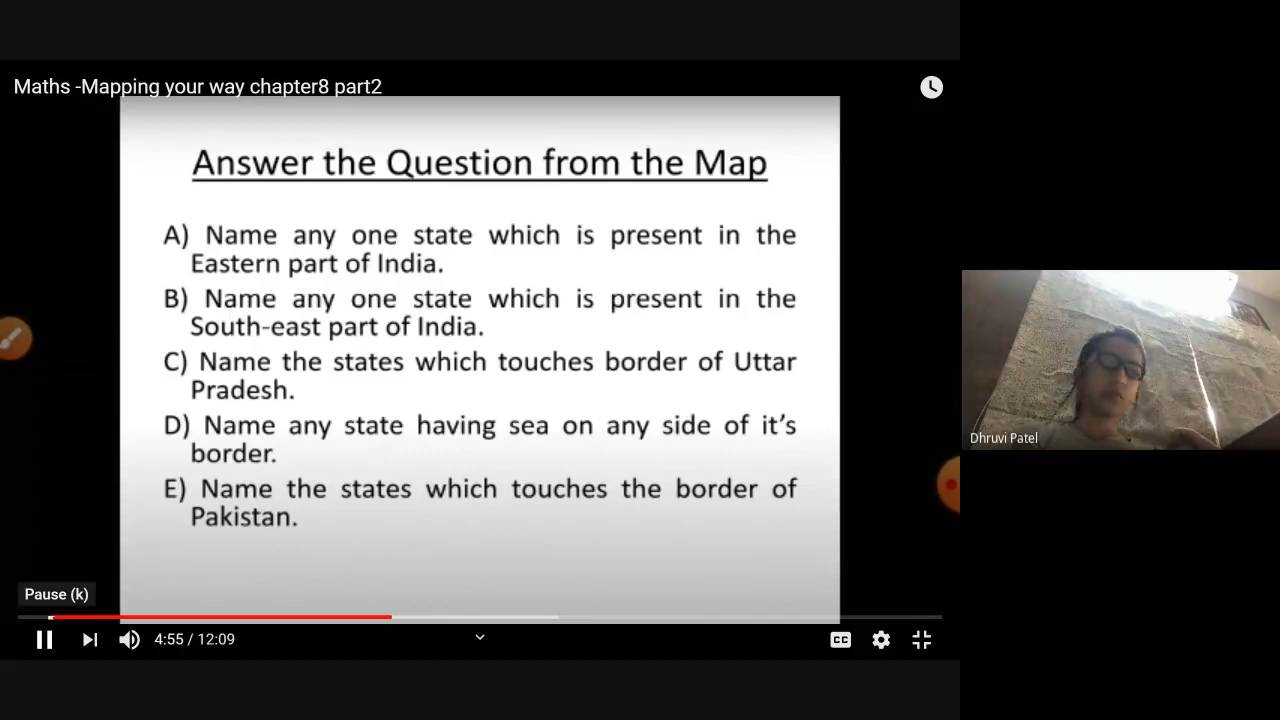 Maths -Mapping your way chapter8 part2
Answer the Question from the Map
A) Name any one state which is present in the
Eastern part of India.
B) Name any one state which is present in the
South-east part of India.
C) Name the states which touches border of Uttar
Pradesh.
D) Name any state having sea on any side of it's
border.
E) Name the states which touches the border of
Pakistan.
Dhruvi Patel
Pause (k)
4:55 / 12:09
CC